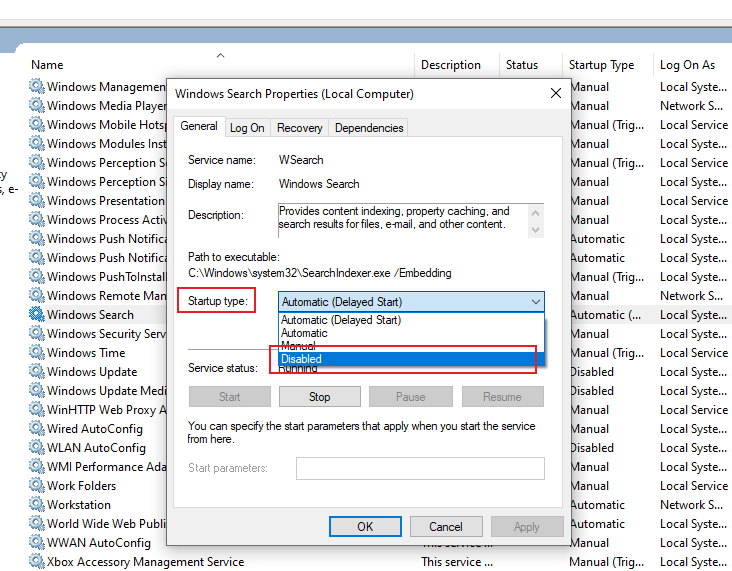 Name Description Status Startup Type Log On As
Windows Management Manual Local Syste...
Windows Media Player Manual Network S...
Windows Mobile Hots Manual (Trig... Local Service
Windows Modules Inst Manual Local Syste...
Windows Perception S Manual (Trig... Local Service
Windows Perception Si Manual Local Syste...
Windows Presentation Manual Local Service
Windows Process Activ Manual Local Syste...
Windows Push Notifica Automatic Local Syste...
Windows Push Notifica Automatic Local Syste...
Windows PushToInstall Manual (Trig... Local Syste...
Windows Remote Man Manual Network S...
Windows Search Automatic (... Local Syste...
Windows Security Serv Manual Local Syste...
Windows Time Manual (Trig... Local Service
Windows Update Disabled Local Syste...
Windows Update Medi Disabled Local Syste...
WinHTTP Web Proxy A Manual Local Service
Wired AutoConfig Manual Local Syste...
WLAN AutoConfig Disabled Local Syste...
WMI Performance Ada Manual Local Syste...
Work Folders Manual Local Service
Workstation Automatic Network S...
World Wide Web Publi Automatic Local Syste...
WWAN AutoConfig This service ... Manual Local Syste...
Xbox Accessory Management Service This service ... Manual (Trig... Local Syste...
Windows Search Properties (Local Computer)
General Log On Recovery Dependencies
Service name: WSearch
Display name: Windows Search
Description: Provides content indexing, property caching, and
search results for files, e-mail, and other content.
Path to executable:
C:\Windows\system32\SearchIndexer.exe /Embedding
Startup type: Automatic (Delayed Start)
Automatic (Delayed Start)
Automatic
Manual
Disabled
Service status: Running
Start Stop Pause Resume
You can specify the start parameters that apply when you start the service
from here.
Start parameters:
OK Cancel Apply